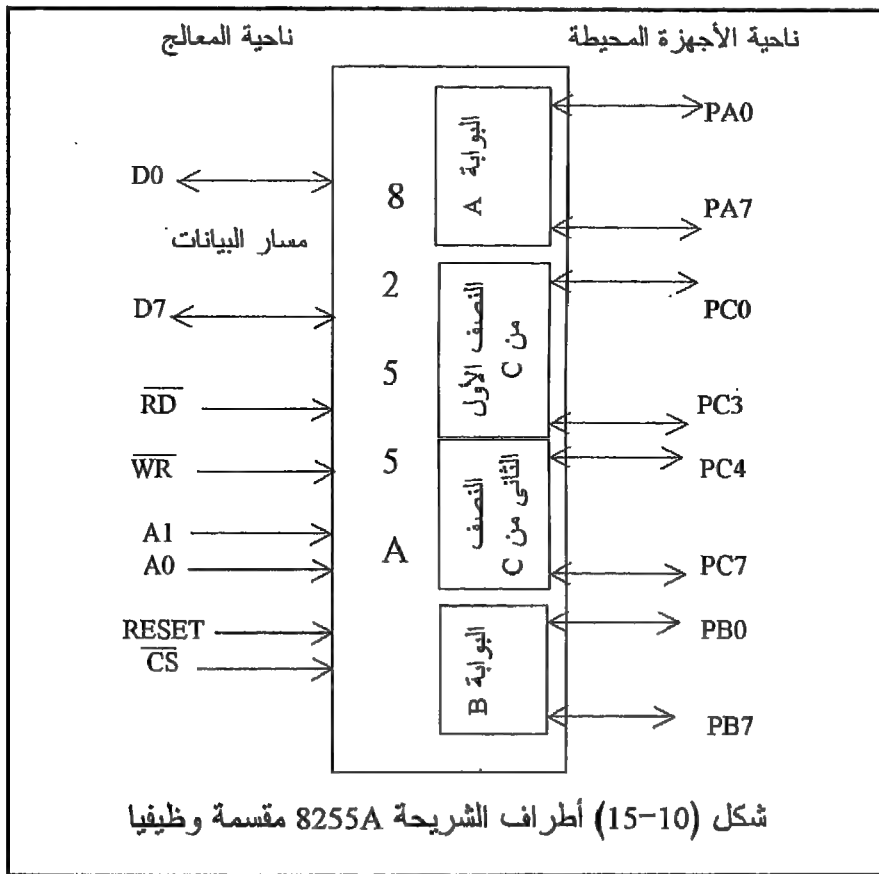 ناحية الأجهزة المحيطة
ناحية المعالج
PA0
البوابة A
D0
8
PA7
مسار البيانات
2
PC0
D7
النصف الأول
من C
5
RD
PC3
WR
5
PC4
النصف
الثانى من C
A1
A
A0
PC7
RESET
PB0
CS
البوابة B
PB7
شكل (10-15) أطراف الشريحة 8255A مقسمة وظيفيا